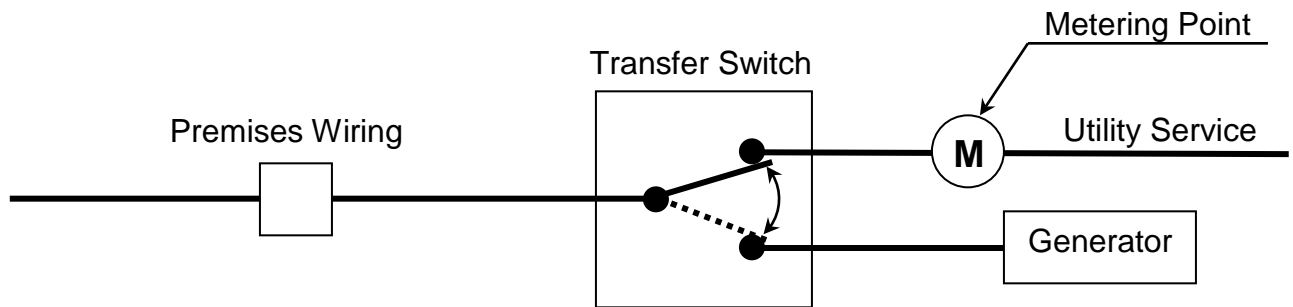 Metering Point
Transfer Switch
Premises Wiring
Utility Service
M
Generator